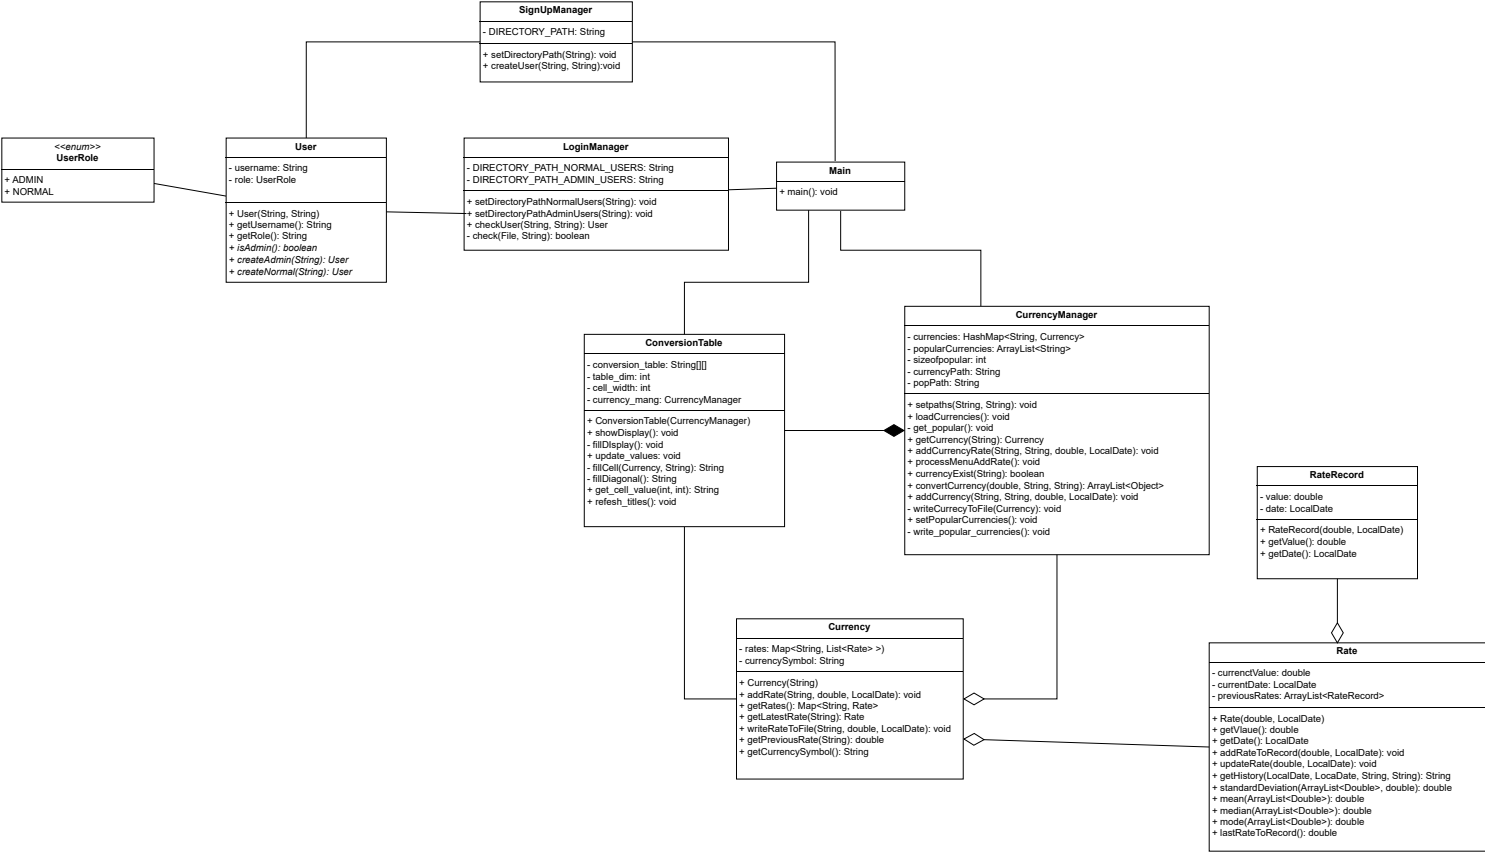 SignUpManager
- DIRECTORY_PATH: String
+ setDirectoryPath(String): void
+ createUser(String, String):void
<<enum>>
UserRole
+ ADMIN
+ NORMAL
User
- username: String
- role: UserRole
+ User(String, String)
+ getUsername(): String
+ getRole(): String
+ isAdmin(): boolean
+ createAdmin(String): User
+ createNormal(String): User
LoginManager
- DIRECTORY_PATH_NORMAL_USERS: String
- DIRECTORY_PATH_ADMIN_USERS: String
+ setDirectoryPathNormalUsers(String): void
+ setDirectoryPathAdminUsers(String): void
+ checkUser(String, String): User
- check(File, String): boolean
Main
+ main(): void
ConversionTable
- conversion_table: String[][]
- table_dim: int
- cell_width: int
- currency_mang: CurrencyManager
+ ConversionTable(CurrencyManager)
+ showDisplay(): void
- fillDIsplay(): void
+ update_values: void
- fillCell(Currency, String): String
- fillDiagonal(): String
+ get_cell_value(int, int): String
+ refesh_titles(): void
CurrencyManager
- currencies: HashMap<String, Currency>
- popularCurrencies: ArrayList<String>
- sizeofpopular: int
- currencyPath: String
- popPath: String
+ setpaths(String, String): void
+ loadCurrencies(): void
- get_popular(): void
+ getCurrency(String): Currency
+ addCurrencyRate(String, String, double, LocalDate): void
+ processMenuAddRate(): void
+ currencyExist(String): boolean
+ convertCurrency(double, String, String): ArrayList<Object>
+ addCurrency(String, String, double, LocalDate): void
- writeCurrecyToFile(Currency): void
+ setPopularCurrencies(): void
- write_popular_currencies(): void
RateRecord
- value: double
- date: LocalDate
+ RateRecord(double, LocalDate)
+ getValue(): double
+ getDate(): LocalDate
Currency
- rates: Map<String, List<Rate> >)
- currencySymbol: String
+ Currency(String)
+ addRate(String, double, LocalDate): void
+ getRates(): Map<String, Rate>
+ getLatestRate(String): Rate
+ writeRateToFile(String, double, LocalDate): void
+ getPreviousRate(String): double
+ getCurrencySymbol(): String
Rate
- currenctValue: double
- currentDate: LocalDate
- previousRates: ArrayList<RateRecord>
+ Rate(double, LocalDate)
+ getVlaue(): double
+ getDate(): LocalDate
+ addRateToRecord(double, LocalDate): void
+ updateRate(double, LocalDate): void
+ getHistory(LocalDate, LocaDate, String, String): String
+ standardDeviation(ArrayList<Double>, double): double
+ mean(ArrayList<Double>): double
+ median(ArrayList<Double>): double
+ mode(ArrayList<Double>): double
+ lastRateToRecord(): double